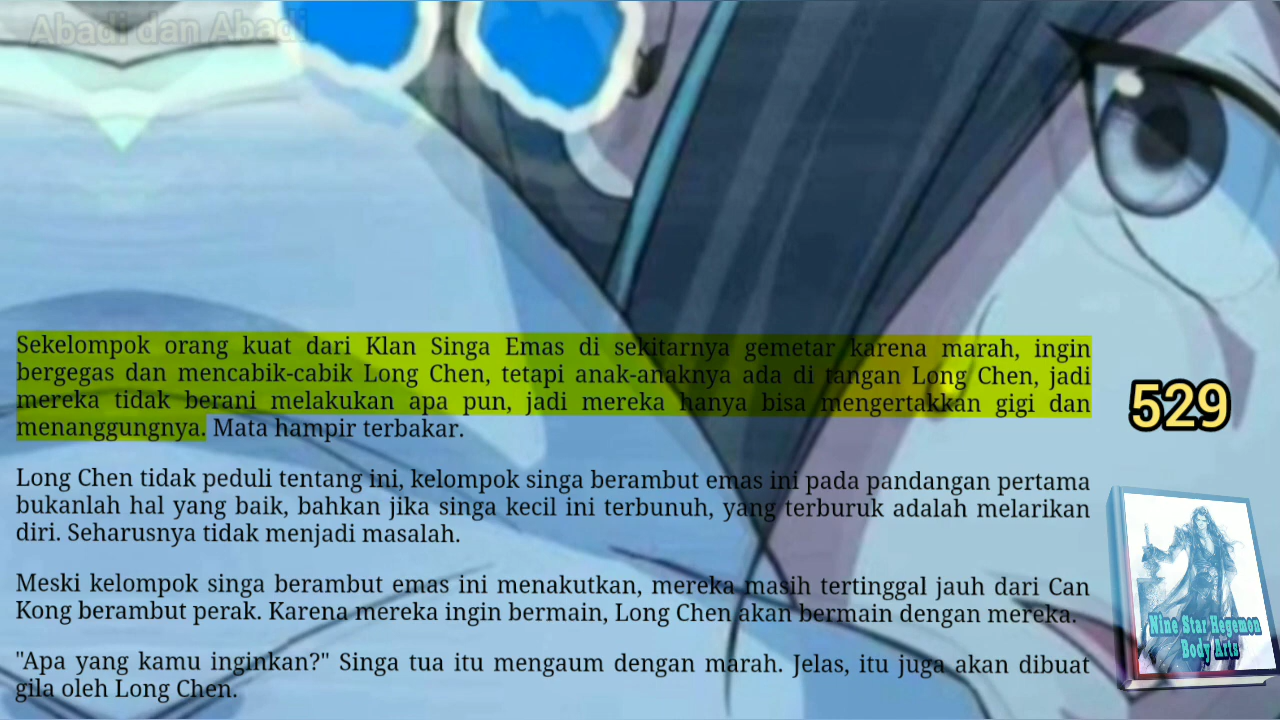 Abadi dan Abadi
Sekelompok orang kuat dari Klan Singa Emas di sekitarnya gemetar karena marah, ingin
bergegas dan mencabik-cabik Long Chen, tetapi anak-anaknya ada di tangan Long Chen, jadi
mereka tidak berani melakukan apa pun, jadi mereka hanya bisa mengertakkan gigi dan
menanggungnya. Mata hampir terbakar.
Long Chen tidak peduli tentang ini, kelompok singa berambut emas ini pada pandangan pertama
bukanlah hal yang baik, bahkan jika singa kecil ini terbunuh, yang terburuk adalah melarikan
diri. Seharusnya tidak menjadi masalah.
Meski kelompok singa berambut emas ini menakutkan, mereka masih tertinggal jauh dari Can
Kong berambut perak. Karena mereka ingin bermain, Long Chen akan bermain dengan mereka.
"Apa yang kamu inginkan?" Singa tua itu mengaum dengan marah. Jelas, itu juga akan dibuat
gila oleh Long Chen.
529
Nine Star Hegemon
Body Arts